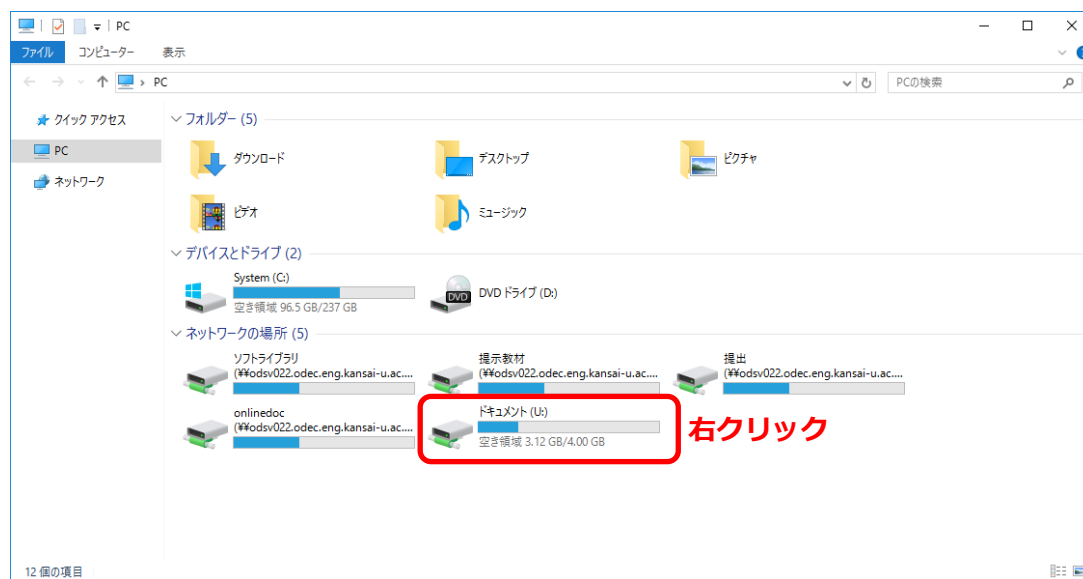 PC
ファイル コンピューター 表示
PC PCの検索
クイック アクセス
PC
ネットワーク
フォルダー (5)
ダウンロード デスクトップ ピクチャ
ビデオ ミュージック
デバイスとドライブ (2)
System (C:)
空き領域 96.5 GB/237 GB
DVD
DVD ドライブ (D:)
ネットワークの場所 (5)
ソフトライブラリ
(¥¥odsv022.odec.eng.kansai-u.ac....
提示教材
(¥¥odsv022.odec.eng.kansai-u.ac....
提出
(¥¥odsv022.odec.eng.kansai-u.ac....
onlinedoc
(¥¥odsv022.odec.eng.kansai-u.ac....
ドキュメント (U:)
空き領域 3.12 GB/4.00 GB
右クリック
12 個の項目